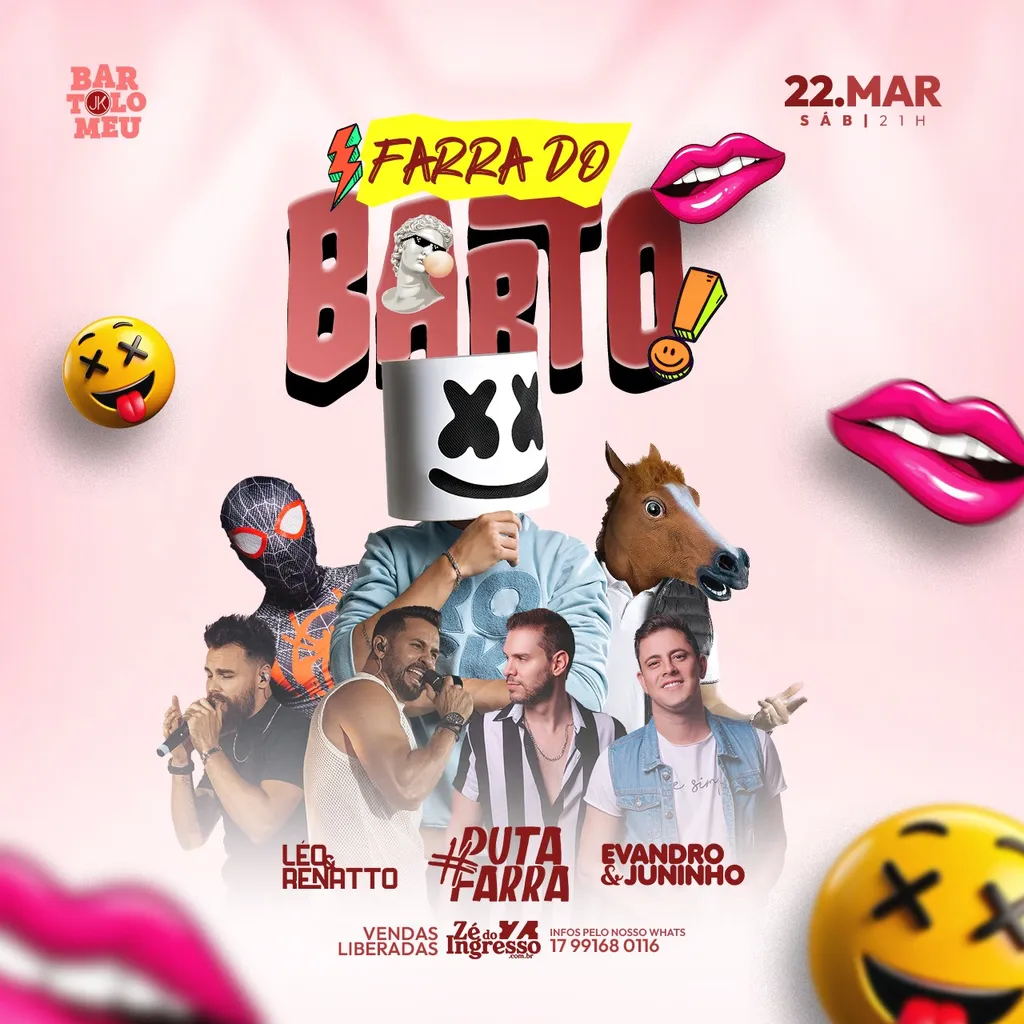 BAR
TOLO
JK
MEU
22.MAR
SÁB | 21H
FARRA DO
BARTO!
LÉO &
RENATTO
#PUTA
FARRA
EVANDRO
& JUNINHO
VENDAS
LIBERADAS
Zé do
Ingresso
.com.br
INFOS PELO NOSSO WHATS
17 99168 0116